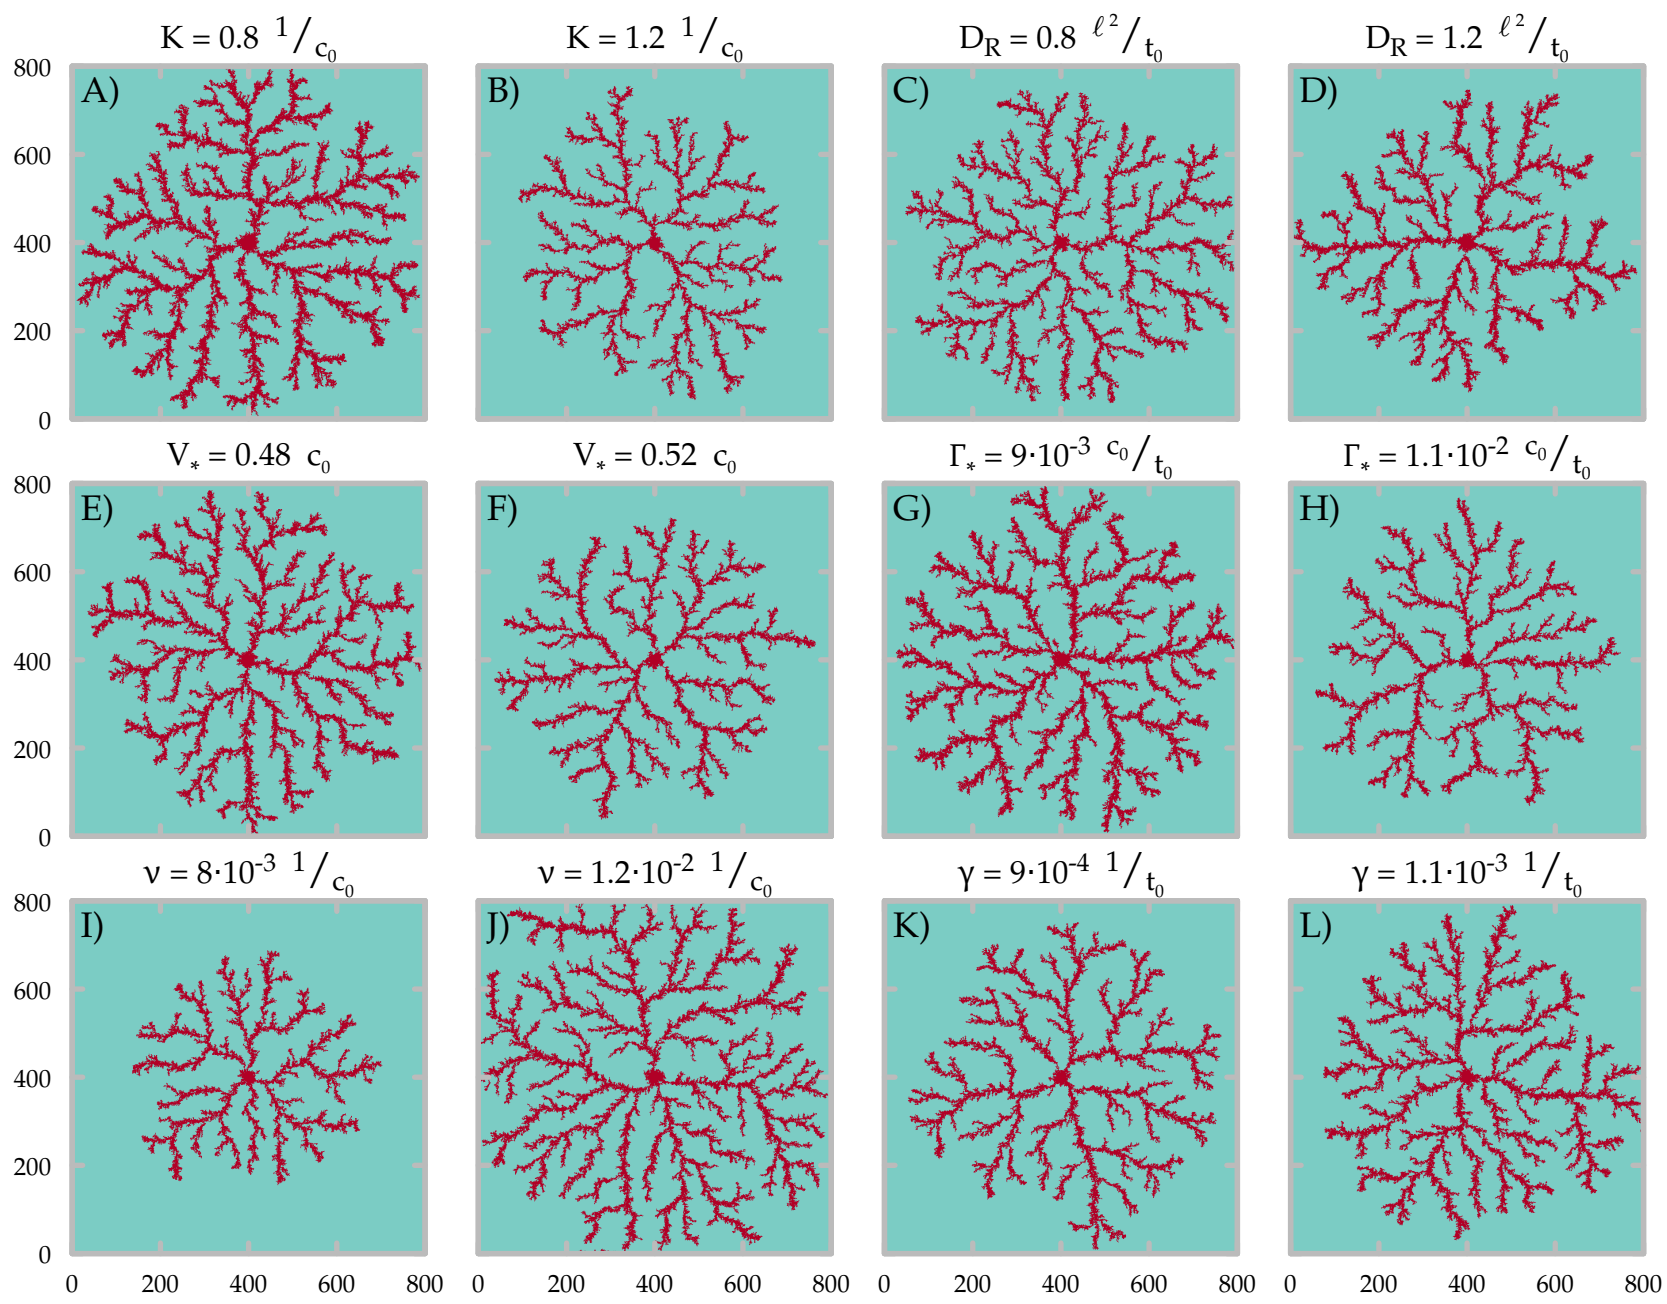 K = 0.8 1/c₀ K = 1.2 1/c₀ D_R = 0.8 ℓ²/t₀ D_R = 1.2 ℓ²/t₀
800 A) B) C) D)
600
400
200
0
V* = 0.48 c₀ V* = 0.52 c₀ Γ* = 9·10⁻³ c₀/t₀ Γ* = 1.1·10⁻² c₀/t₀
800 E) F) G) H)
600
400
200
0
ν = 8·10⁻³ 1/c₀ ν = 1.2·10⁻² 1/c₀ γ = 9·10⁻⁴ 1/t₀ γ = 1.1·10⁻³ 1/t₀
800 I) J) K) L)
600
400
200
0
0 200 400 600 800 0 200 400 600 800 0 200 400 600 800 0 200 400 600 800